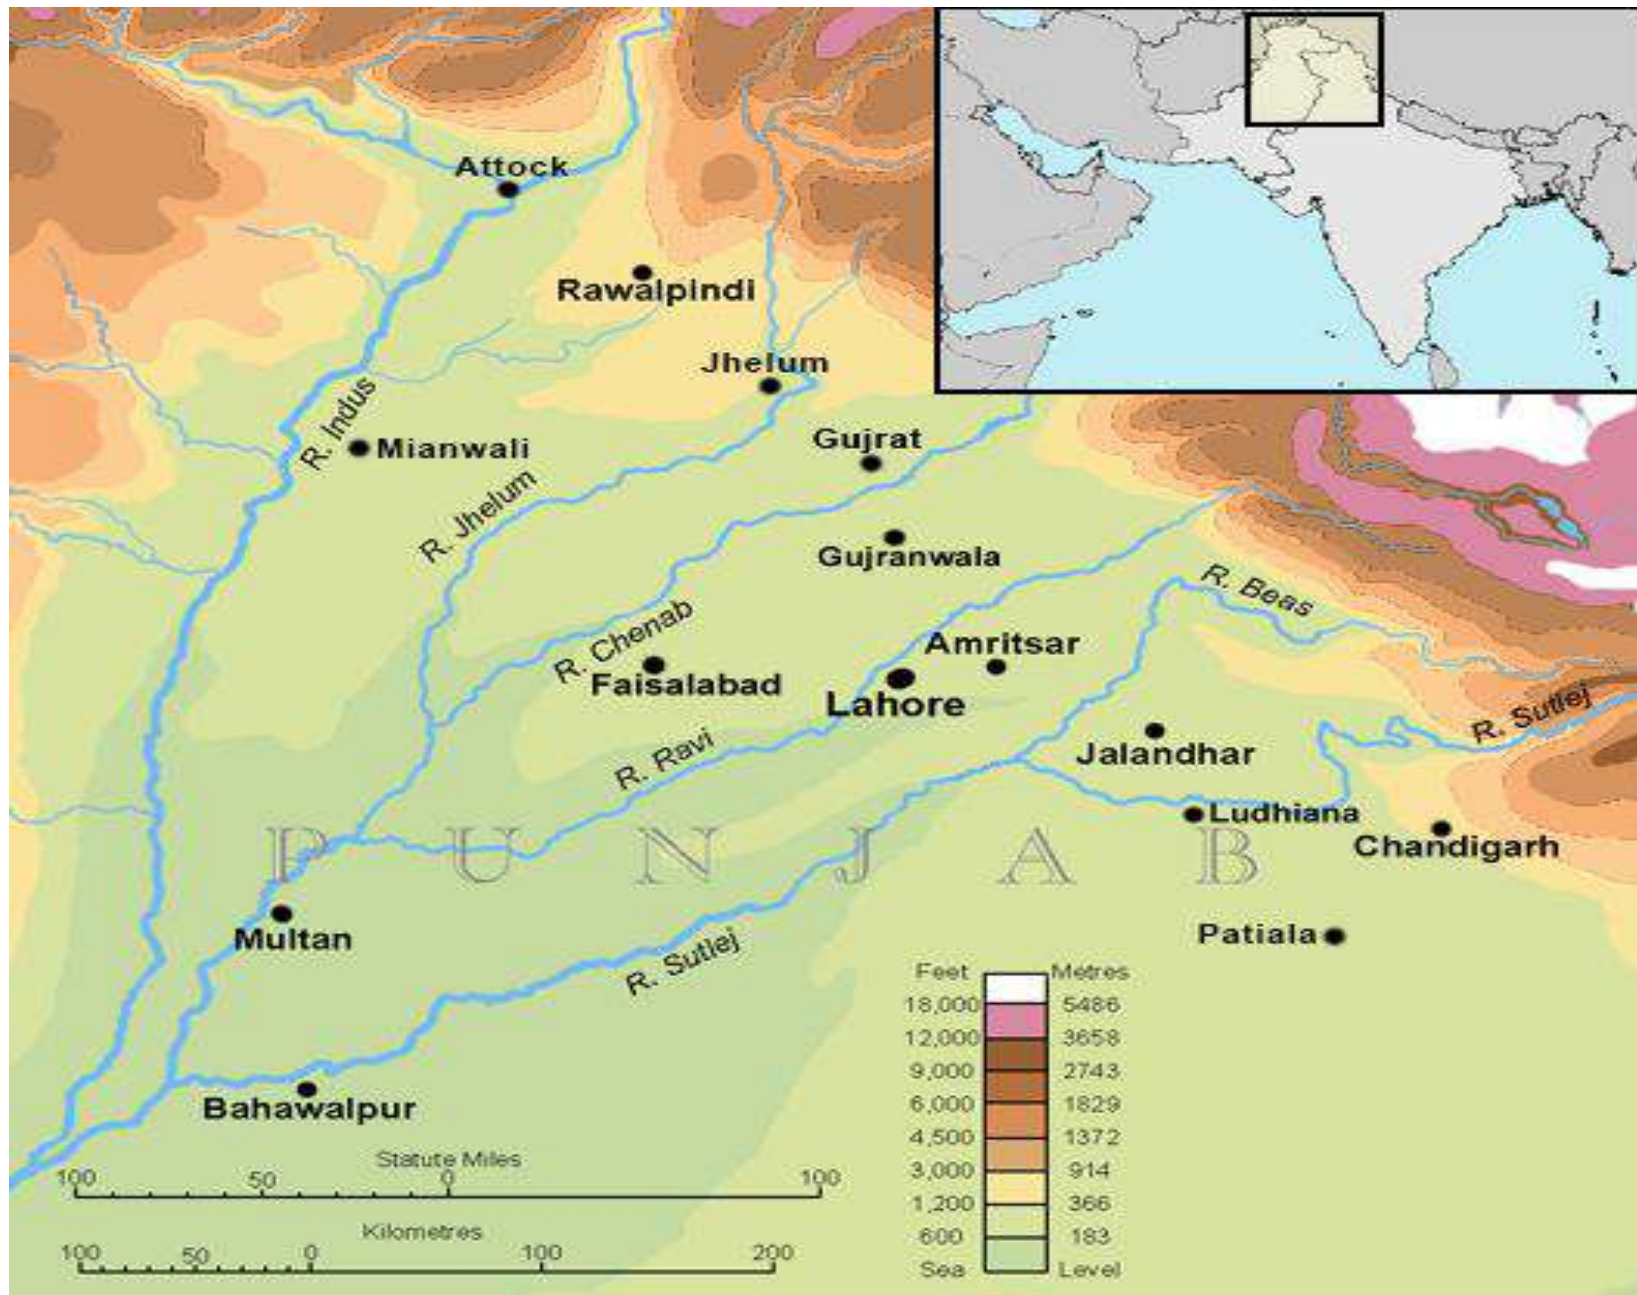 Attock
Rawalpindi
Jhelum
R. Indus
Mianwali
Gujrat
R. Jhelum
Gujranwala
R. Beas
R. Chenab
Amritsar
Faisalabad
Lahore
R. Sutlej
R. Ravi
Jalandhar
Ludhiana
Chandigarh
P U N J A B
Multan
Patiala
R. Sutlej
Bahawalpur
Feet Metres
18,000 5486
12,000 3658
9,000 2743
6,000 1829
4,500 1372
3,000 914
1,200 366
600 183
Sea Level
Statute Miles
100 50 0 100
Kilometres
100 50 0 100 200